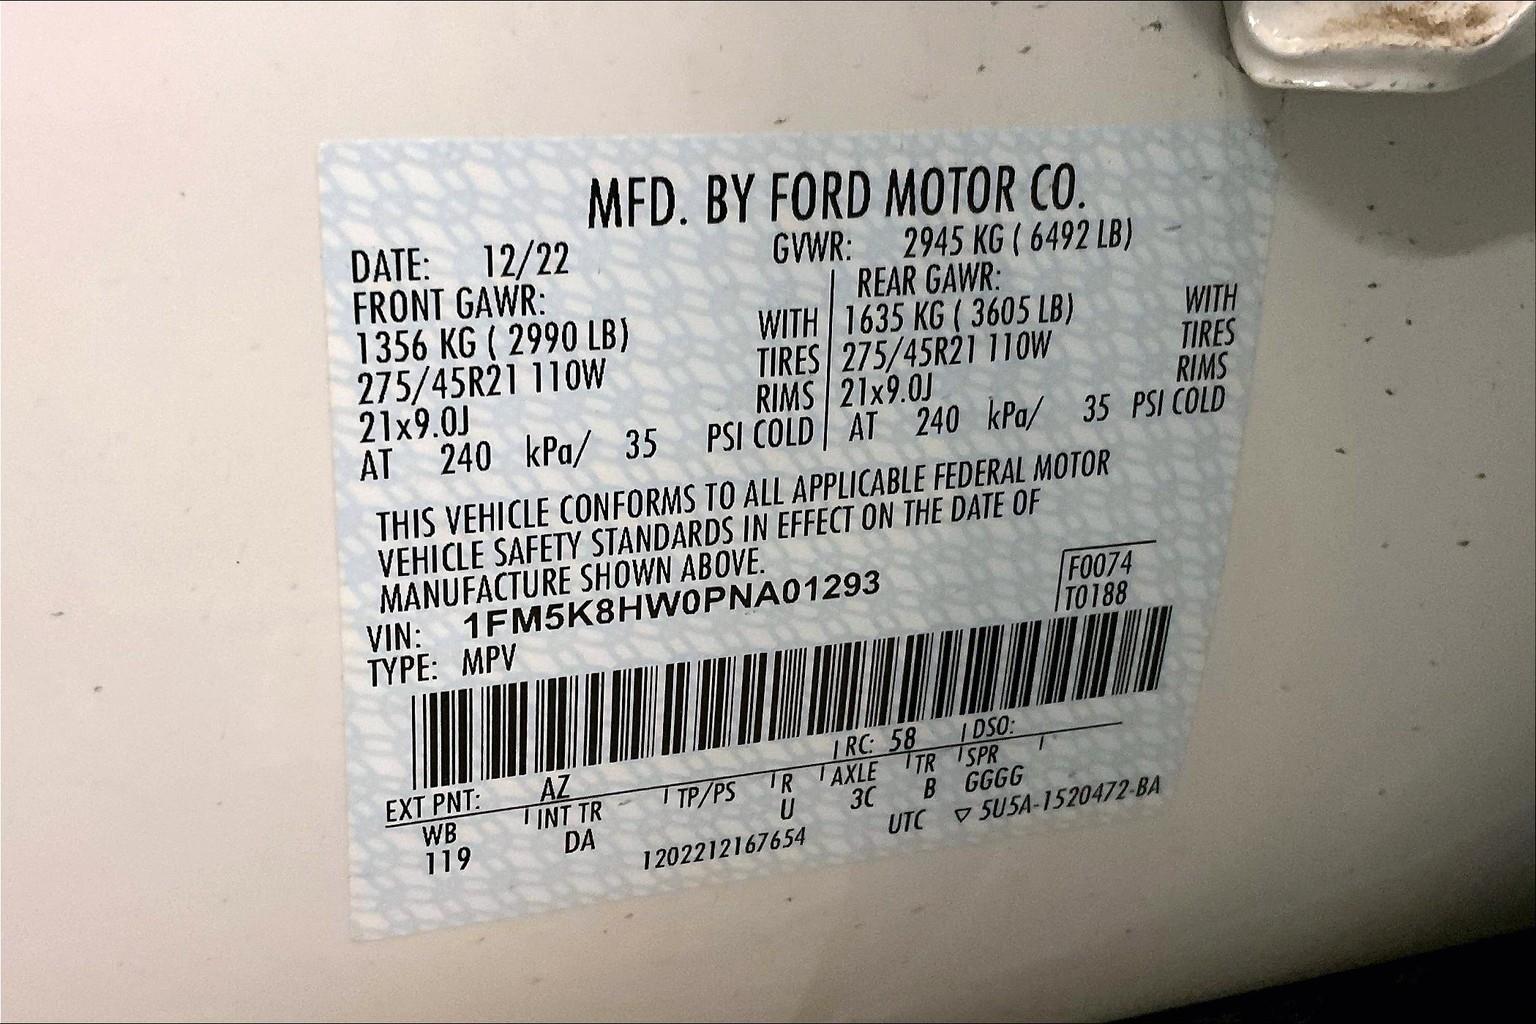 MFD. BY FORD MOTOR CO.
DATE: 12/22 GVWR: 2945 KG ( 6492 LB)
FRONT GAWR: REAR GAWR:
1356 KG ( 2990 LB) WITH 1635 KG ( 3605 LB) WITH
275/45R21 110W TIRES 275/45R21 110W TIRES
21x9.0J RIMS 21x9.0J RIMS
AT 240 kPa/ 35 PSI COLD AT 240 kPa/ 35 PSI COLD
THIS VEHICLE CONFORMS TO ALL APPLICABLE FEDERAL MOTOR
VEHICLE SAFETY STANDARDS IN EFFECT ON THE DATE OF
MANUFACTURE SHOWN ABOVE.
VIN: 1FM5K8HW0PNA01293 F0074
TYPE: MPV T0188
EXT PNT: AZ RC: 58 DSO:
WB INT TR TP/PS R AXLE TR SPR
119 DA U 3C B GGGG
1202212167654 UTC ▽ 5U5A-1520472-BA